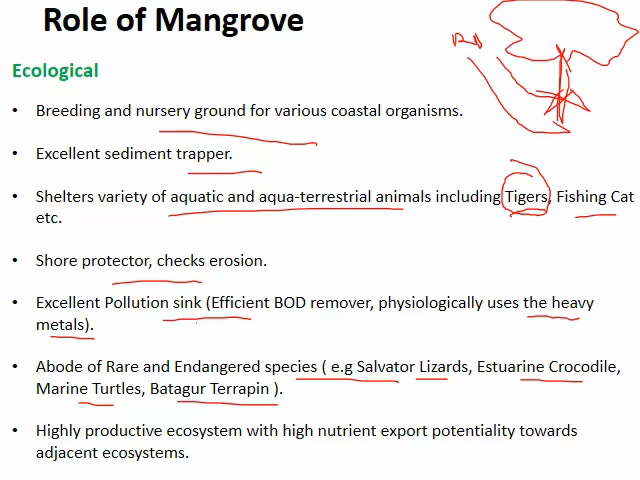 Role of Mangrove
Ecological
• Breeding and nursery ground for various coastal organisms.
• Excellent sediment trapper.
• Shelters variety of aquatic and aqua-terrestrial animals including Tigers, Fishing Cat
etc.
• Shore protector, checks erosion.
• Excellent Pollution sink (Efficient BOD remover, physiologically uses the heavy
metals).
• Abode of Rare and Endangered species ( e.g Salvator Lizards, Estuarine Crocodile,
Marine Turtles, Batagur Terrapin ).
• Highly productive ecosystem with high nutrient export potentiality towards
adjacent ecosystems.